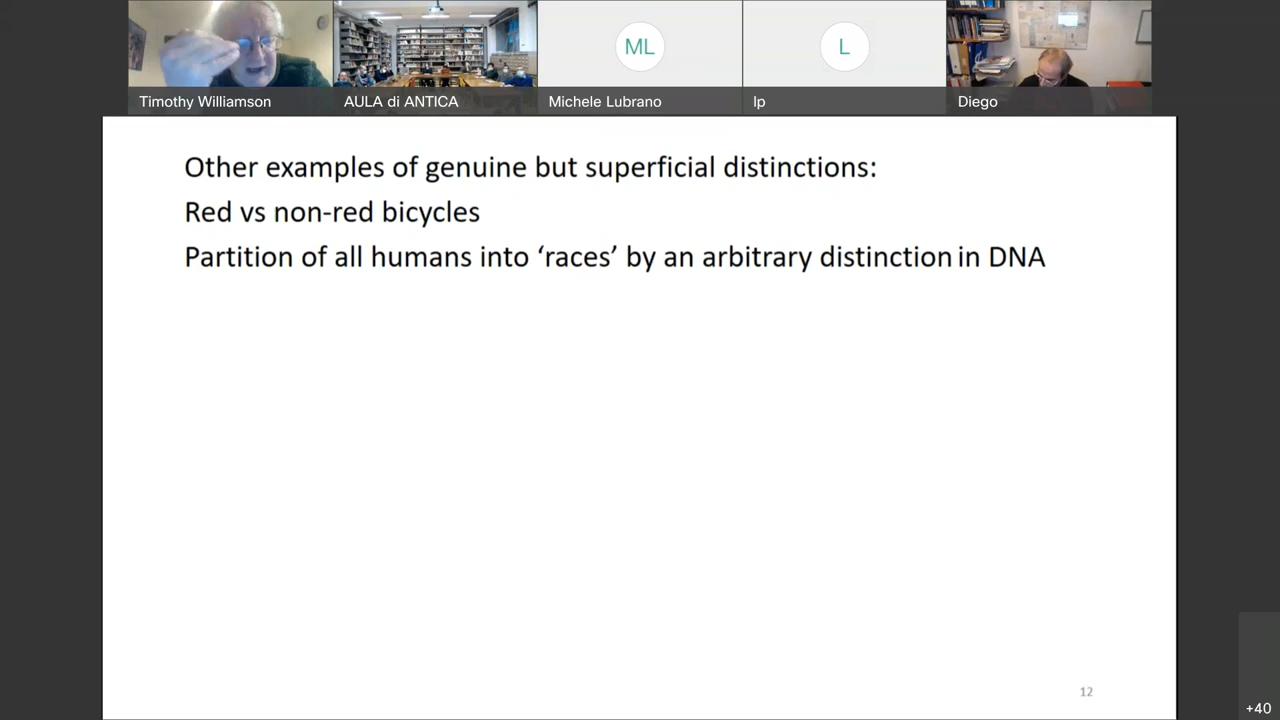 Timothy Williamson
AULA di ANTICA
ML
Michele Lubrano
L
lp
Diego
Other examples of genuine but superficial distinctions:
Red vs non-red bicycles
Partition of all humans into ‘races’ by an arbitrary distinction in DNA
12
+40